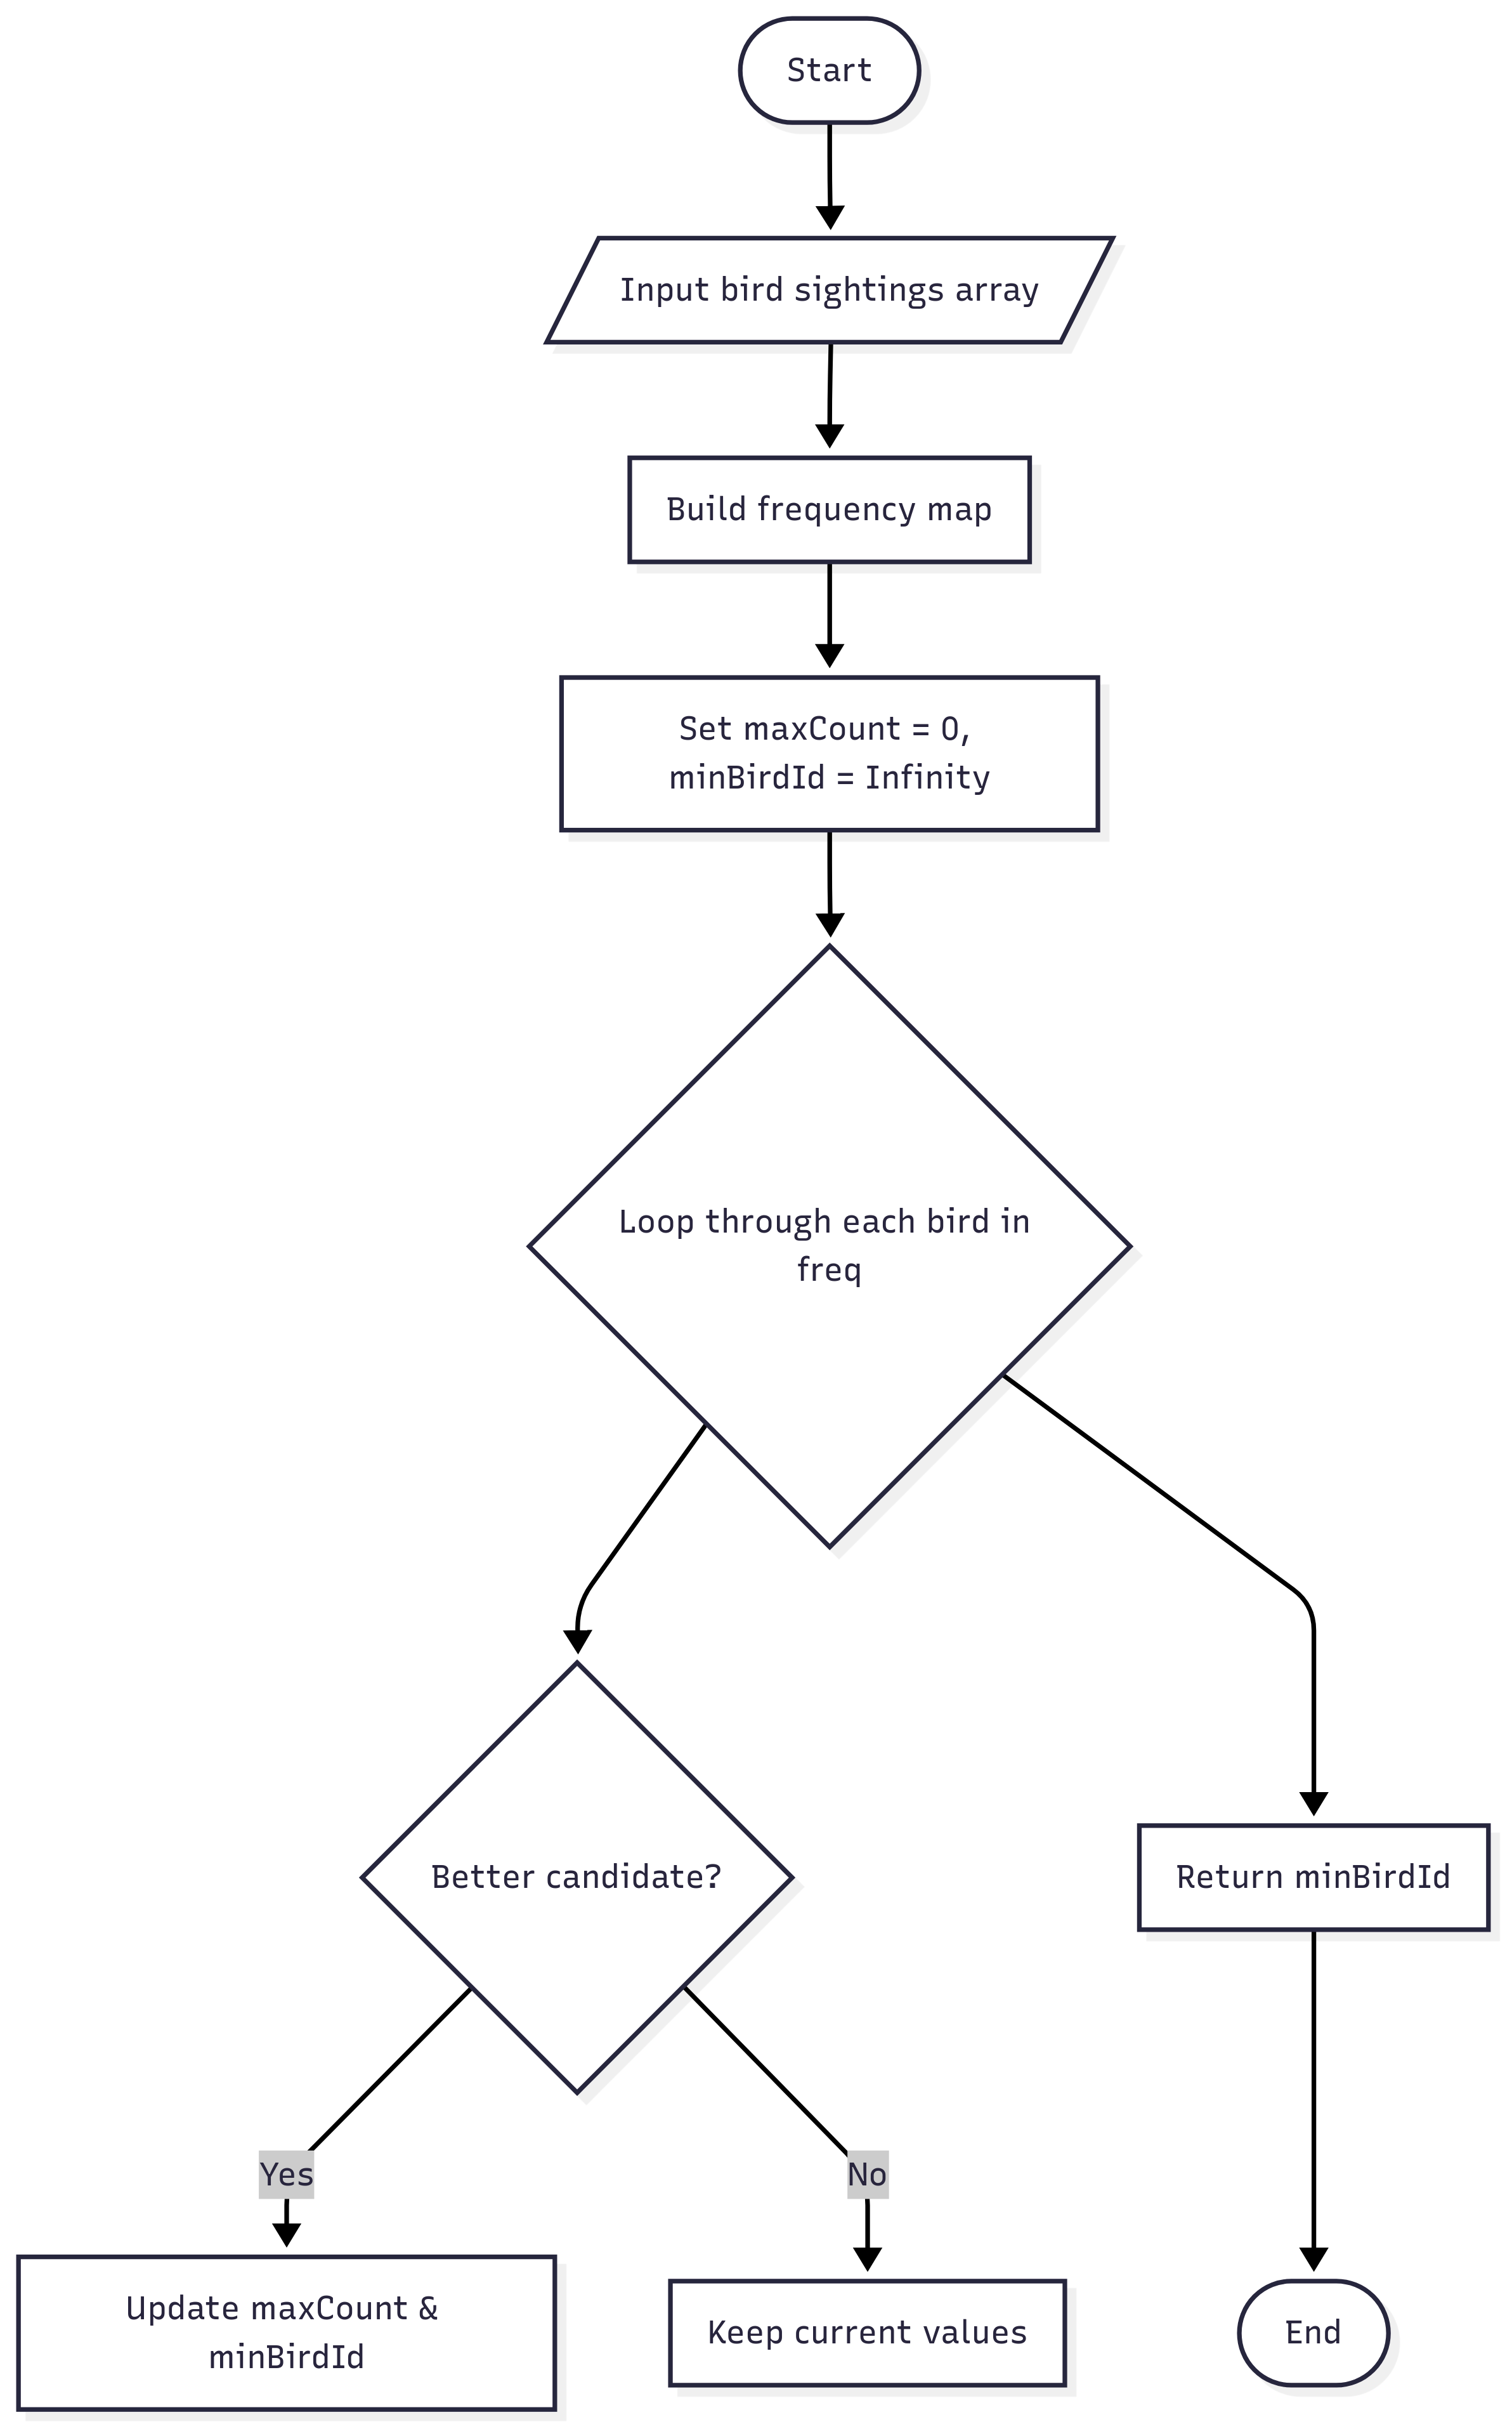 Start
Input bird sightings array
Build frequency map
Set maxCount = 0,
minBirdId = Infinity
Loop through each bird in
freq
Better candidate?
Return minBirdId
Yes
No
Update maxCount &
minBirdId
Keep current values
End